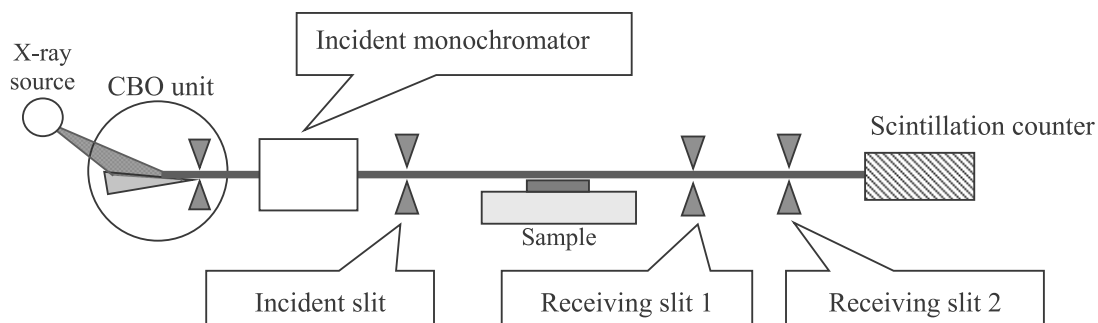 Incident monochromator
X-ray
source
CBO unit
Scintillation counter
Sample
Incident slit
Receiving slit 1
Receiving slit 2